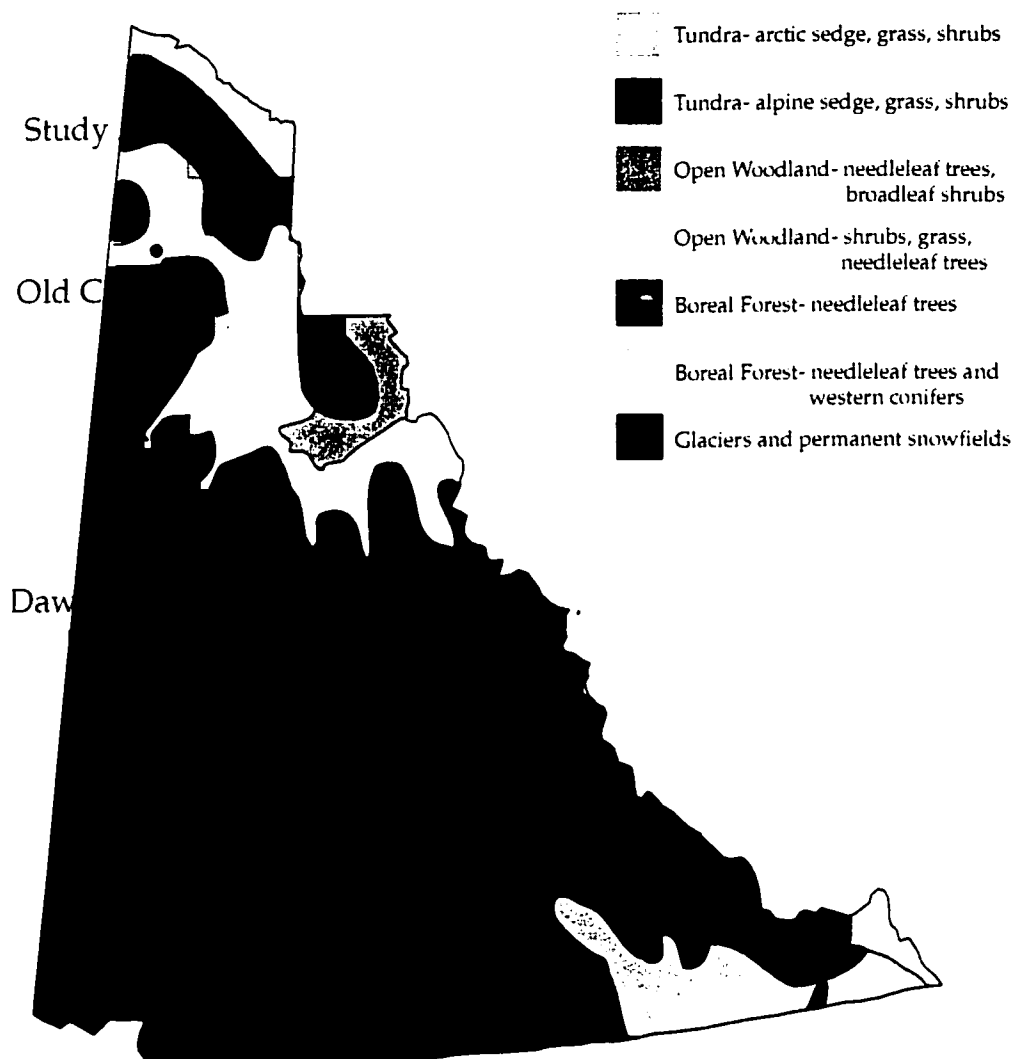 Tundra- arctic sedge, grass, shrubs
Study
Tundra- alpine sedge, grass, shrubs
Open Woodland- needleleaf trees,
broadleaf shrubs
Open Woodland- shrubs, grass,
needleleaf trees
Old C
Boreal Forest- needleleaf trees
Boreal Forest- needleleaf trees and
western conifers
Glaciers and permanent snowfields
Daw